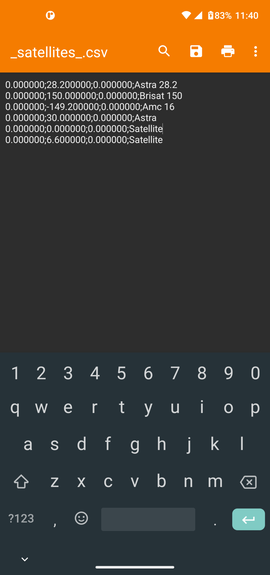 83% 11:40
_satellites_.csv
0.000000;28.200000;0.000000;Astra 28.2
0.000000;150.000000;0.000000;Brisat 150
0.000000;-149.200000;0.000000;Amc 16
0.000000;30.000000;0.000000;Astra
0.000000;0.000000;0.000000;Satellite
0.000000;6.600000;0.000000;Satellite
1 2 3 4 5 6 7 8 9 0
q w e r t y u i o p
a s d f g h j k l
z x c v b n m
?123 , .